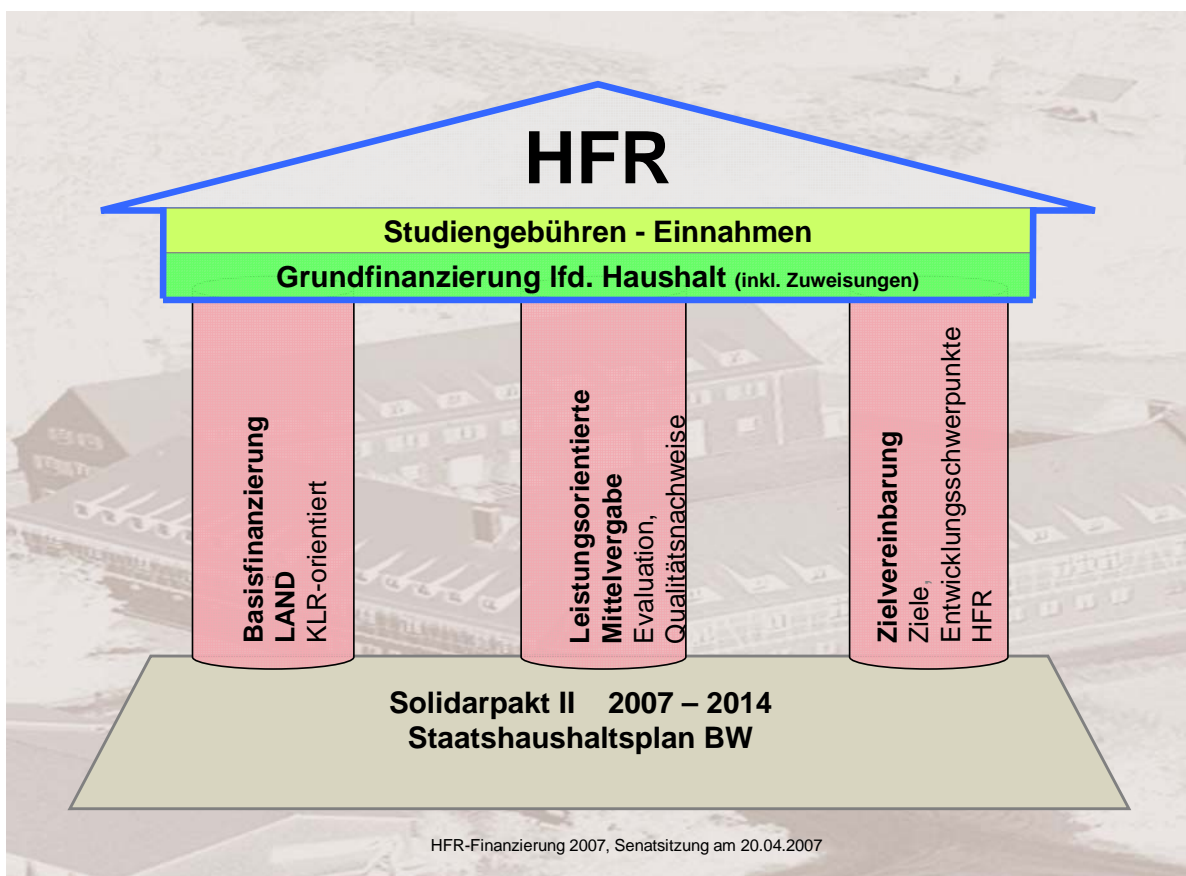 HFR
Studiengebühren - Einnahmen
Grundfinanzierung lfd. Haushalt (inkl. Zuweisungen)
Basisfinanzierung
LAND
KLR-orientiert
Leistungsorientierte
Mittelvergabe
Evaluation,
Qualitätsnachweise
Zielvereinbarung
Ziele,
Entwicklungsschwerpunkte
HFR
Solidarpakt II 2007 – 2014
Staatshaushaltsplan BW
HFR-Finanzierung 2007, Senatsitzung am 20.04.2007